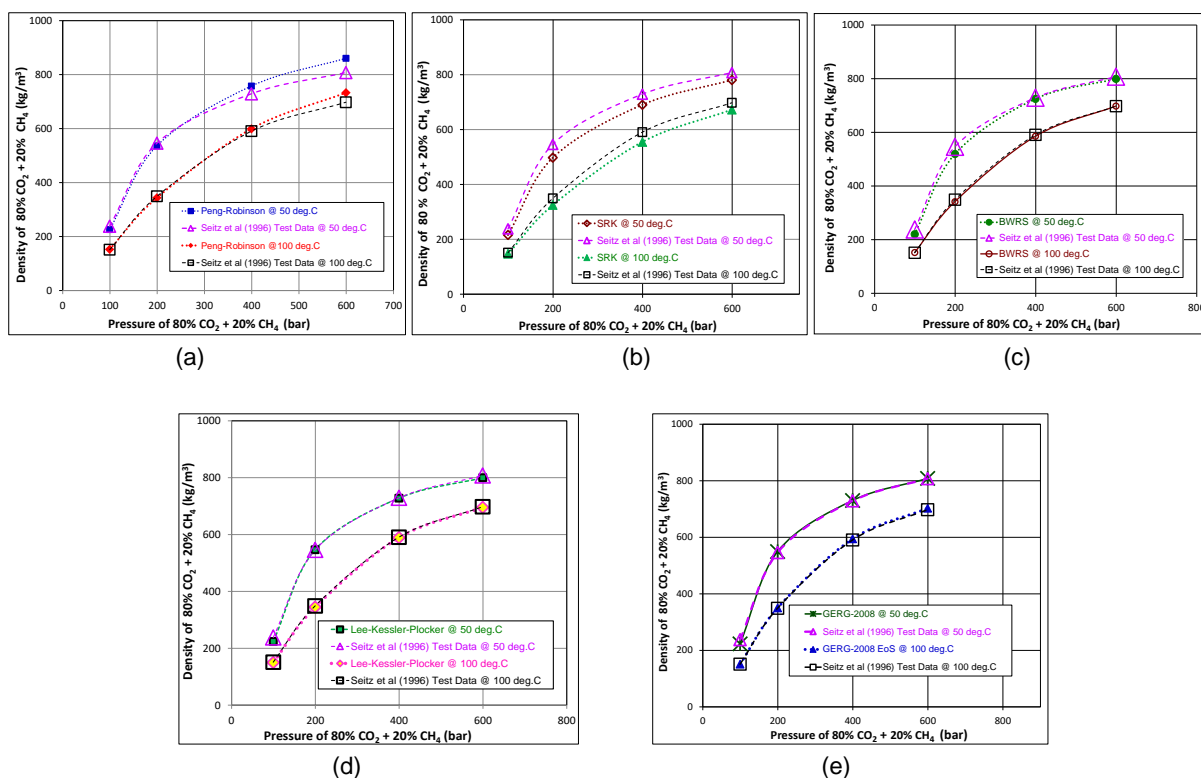 Density of 80% CO₂ + 20% CH₄ (kg/m³)
1000
800
600
400
200
0
Peng-Robinson @ 50 deg.C
Seitz et al (1996) Test Data @ 50 deg.C
Peng-Robinson @100 deg.C
Seitz et al (1996) Test Data @ 100 deg.C
0 100 200 300 400 500 600 700
Pressure of 80% CO₂ + 20% CH₄ (bar)
(a)
Density of 80 % CO₂ + 20% CH₄ (kg/m³)
1000
800
600
400
200
0
SRK @ 50 deg.C
Seitz et al (1996) Test Data @ 50 deg.C
SRK @ 100 deg.C
Seitz et al (1996) Test Data @ 100 deg.C
0 200 400 600
Pressure of 80% CO₂ + 20% CH₄ (bar)
(b)
Density of 80% CO₂ + 20% CH₄ (kg/m³)
1000
800
600
400
200
0
BWRS @ 50 deg.C
Seitz et al (1996) Test Data @ 50 deg.C
BWRS @ 100 deg.C
Seitz et al (1996) Test Data @ 100 deg.C
0 200 400 600 800
Pressure of 80% CO₂ + 20% CH₄ (bar)
(c)
Density of 80% CO₂ + 20% CH₄ (kg/m³)
1000
800
600
400
200
0
Lee-Kessler-Plocker @ 50 deg.C
Seitz et al (1996) Test Data @ 50 deg.C
Lee-Kessler-Plocker @ 100 deg.C
Seitz et al (1996) Test Data @ 100 deg.C
0 200 400 600 800
Pressure of 80% CO₂ + 20% CH₄ (bar)
(d)
Density of 80% CO₂ + 20% CH₄ (kg/m³)
1000
800
600
400
200
0
GERG-2008 @ 50 deg.C
Seitz et al (1996) Test Data @ 50 deg.C
GERG-2008 EoS @ 100 deg.C
Seitz et al (1996) Test Data @ 100 deg.C
0 200 400 600 800
Pressure of 80% CO₂ + 20% CH₄ (bar)
(e)